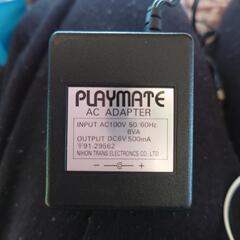 PLAYMATE
AC ADAPTER
INPUT AC100V 50/60Hz
6VA
OUTPUT DC6V 500mA
91-29562
NIHON TRANS ELECTRONICS CO., LTD
- +